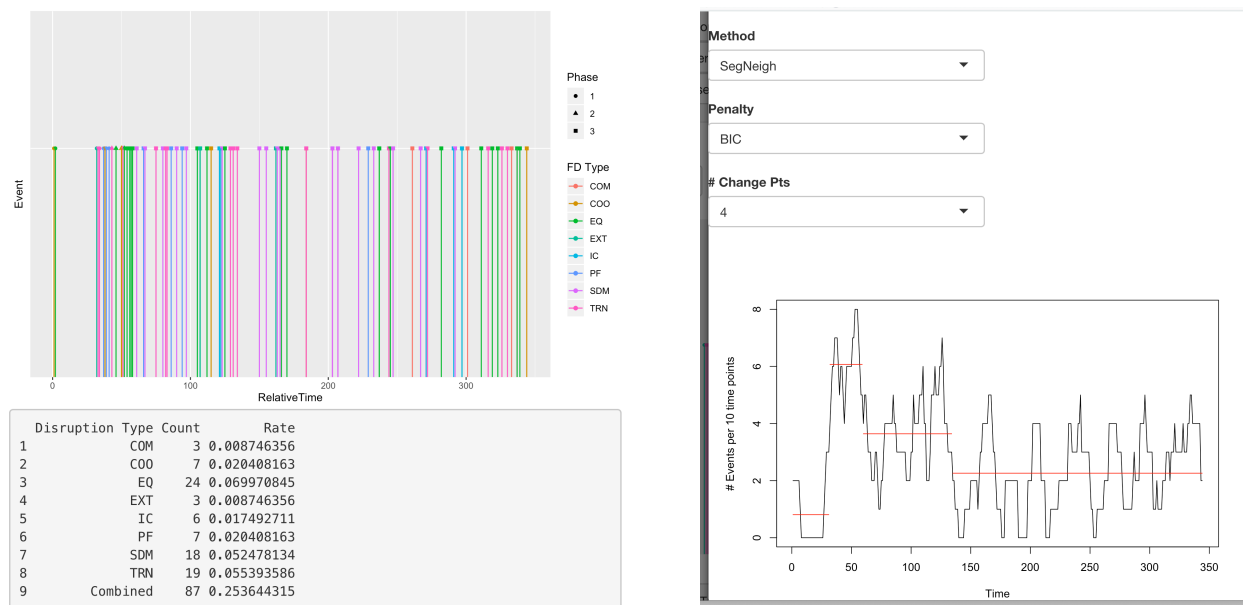 Event
0
100
200
300
RelativeTime
Phase
1
2
3
FD Type
COM
COO
EQ
EXT
IC
PF
SDM
TRN
Disruption Type Count Rate
1 COM 3 0.008746356
2 COO 7 0.020408163
3 EQ 24 0.069970845
4 EXT 3 0.008746356
5 IC 6 0.017492711
6 PF 7 0.020408163
7 SDM 18 0.052478134
8 TRN 19 0.055393586
9 Combined 87 0.253644315
Method
SegNeigh
Penalty
BIC
# Change Pts
4
# Events per 10 time points
8
6
4
2
0
0 50 100 150 200 250 300 350
Time